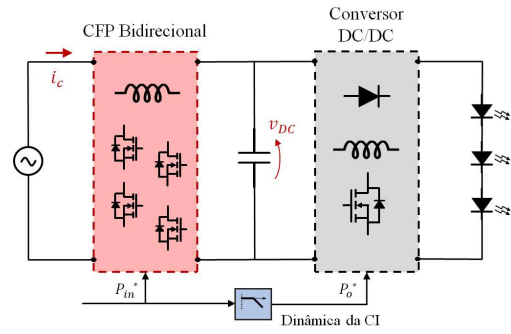 CFP Bidirecional
Conversor
DC/DC
i_c
v_DC
P_in*
P_o*
Dinâmica da CI